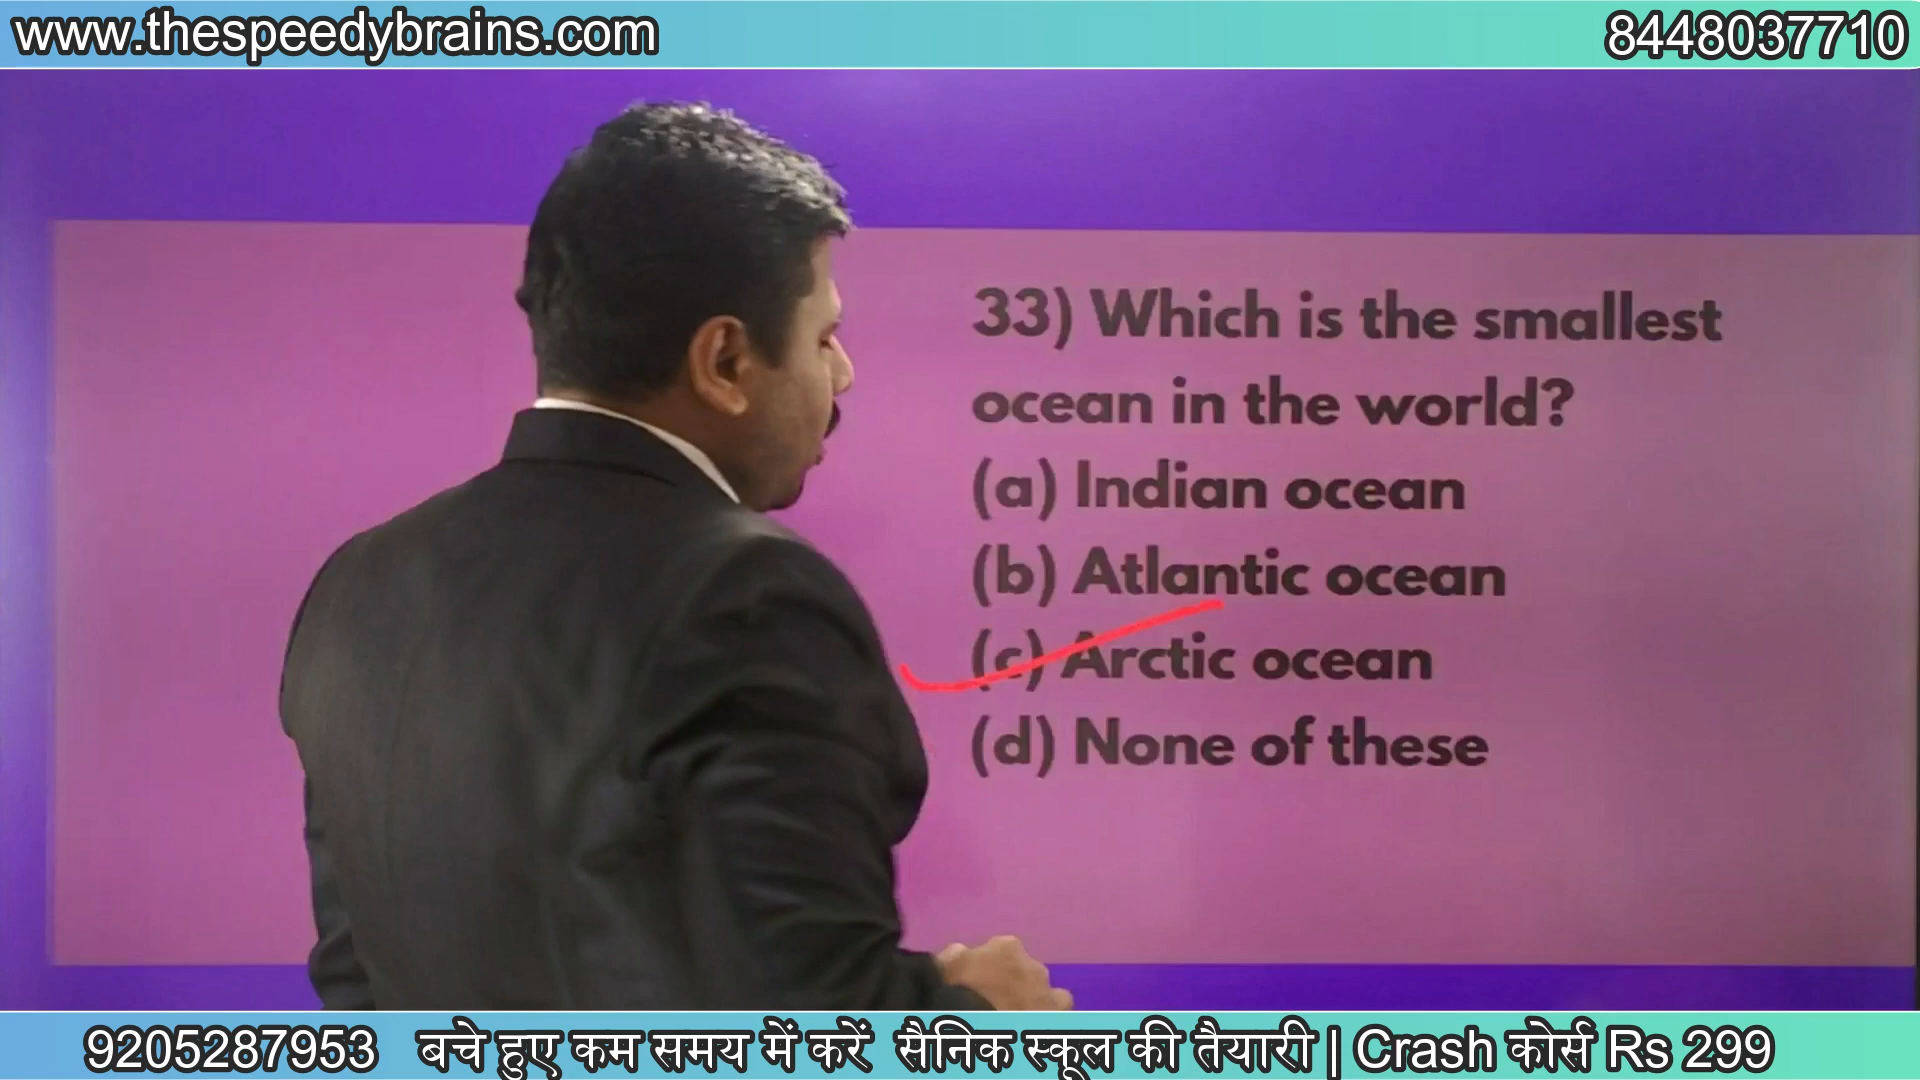 www.thespeedybrains.com
8448037710
33) Which is the smallest
ocean in the world?
(a) Indian ocean
(b) Atlantic ocean
(c) Arctic ocean
(d) None of these
9205287953 बचे हुए कम समय में करें सैनिक स्कूल की तैयारी | Crash कोर्स Rs 299